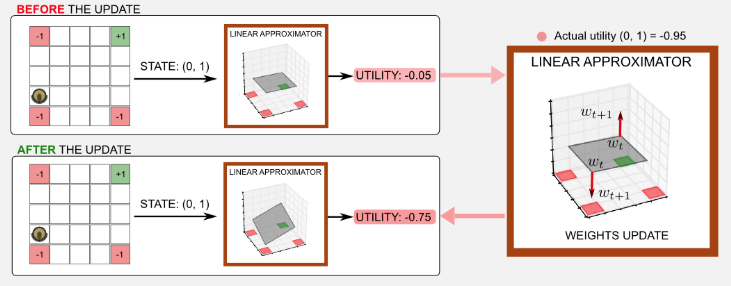 BEFORE THE UPDATE
-1
+1
-1
-1
STATE: (0, 1)
LINEAR APPROXIMATOR
UTILITY: -0.05
AFTER THE UPDATE
-1
+1
-1
-1
STATE: (0, 1)
LINEAR APPROXIMATOR
UTILITY: -0.75
Actual utility (0, 1) = -0.95
LINEAR APPROXIMATOR
w_{t+1}
w_t
w_t
w_{t+1}
WEIGHTS UPDATE